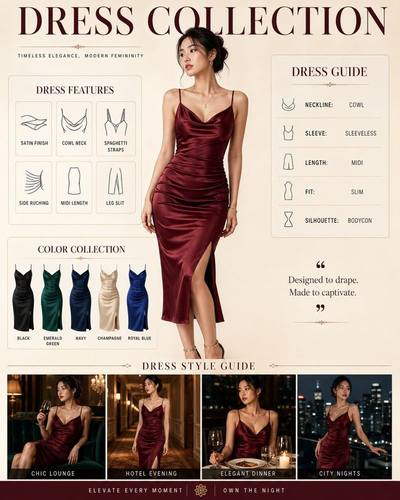 DRESS COLLECTION
TIMELESS ELEGANCE, MODERN FEMININITY
DRESS FEATURES
SATIN FINISH
COWL NECK
SPAGHETTI
STRAPS
SIDE RUCHING
MIDI LENGTH
LEG SLIT
COLOR COLLECTION
BLACK
EMERALD
GREEN
NAVY
CHAMPAGNE
ROYAL BLUE
DRESS GUIDE
NECKLINE: COWL
SLEEVE: SLEEVELESS
LENGTH: MIDI
FIT: SLIM
SILHOUETTE: BODYCON
“
Designed to drape.
Made to captivate.
”
DRESS STYLE GUIDE
CHIC LOUNGE
HOTEL EVENING
ELEGANT DINNER
CITY NIGHTS
ELEVATE EVERY MOMENT
OWN THE NIGHT